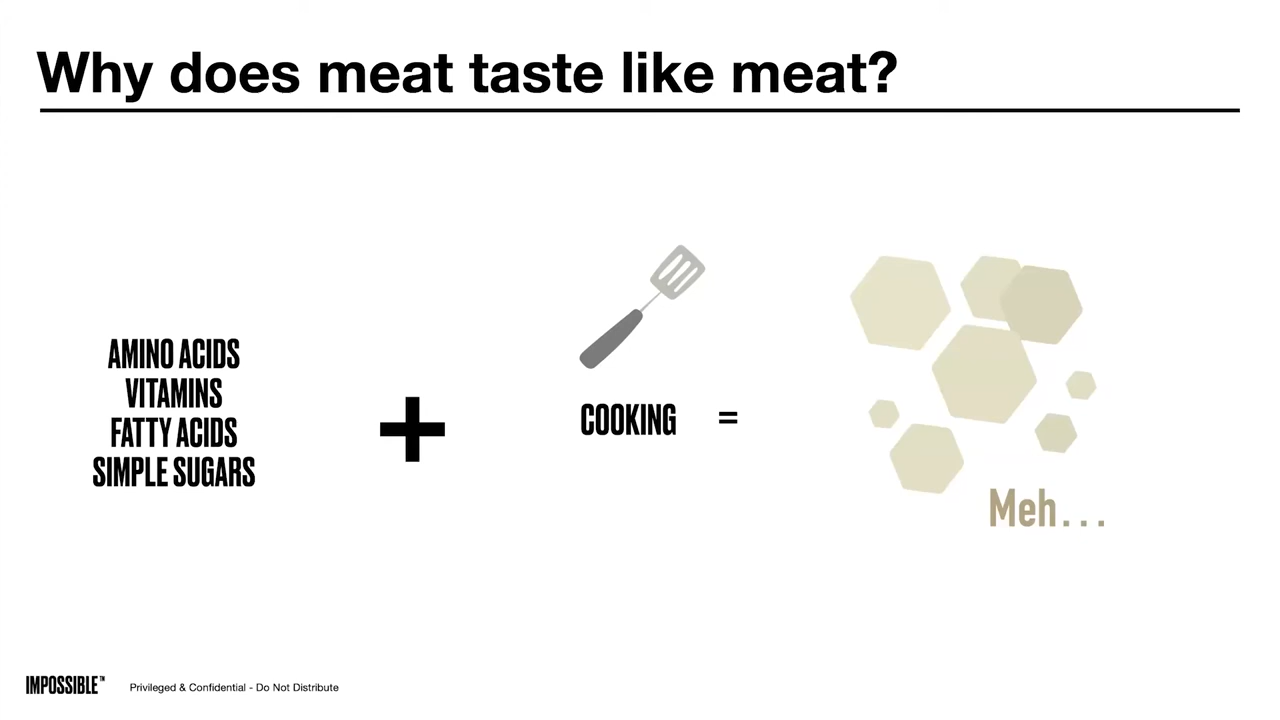 Why does meat taste like meat?
AMINO ACIDS
VITAMINS
FATTY ACIDS
SIMPLE SUGARS
+
COOKING =
Meh...
IMPOSSIBLE™ Privileged & Confidential - Do Not Distribute